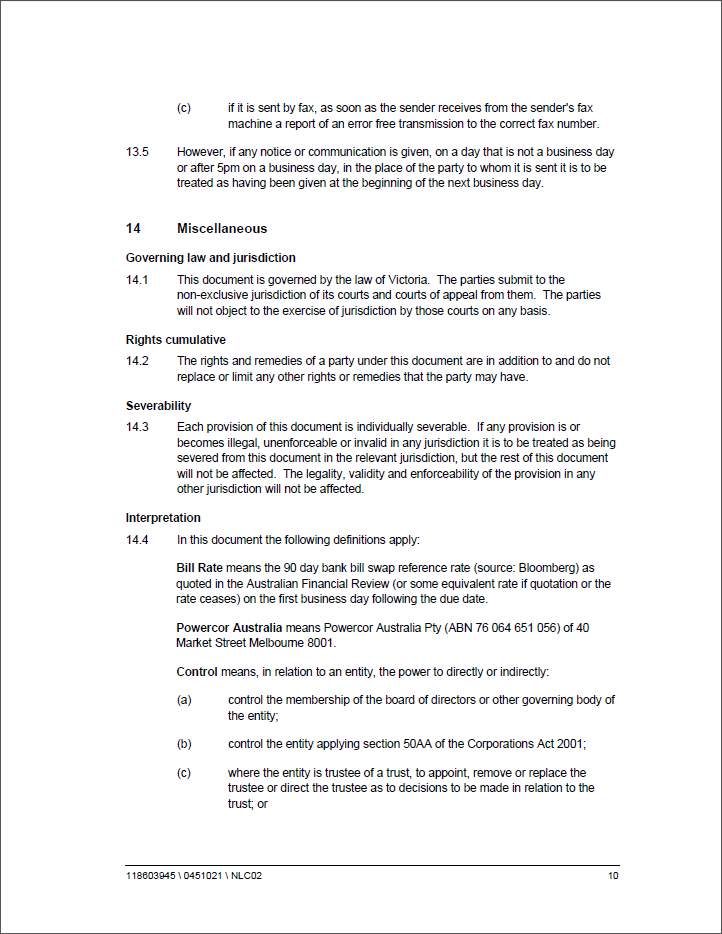 (c) if it is sent by fax, as soon as the sender receives from the sender's fax
machine a report of an error free transmission to the correct fax number.
13.5 However, if any notice or communication is given, on a day that is not a business day
or after 5pm on a business day, in the place of the party to whom it is sent it is to be
treated as having been given at the beginning of the next business day.
14 Miscellaneous
Governing law and jurisdiction
14.1 This document is governed by the law of Victoria. The parties submit to the
non-exclusive jurisdiction of its courts and courts of appeal from them. The parties
will not object to the exercise of jurisdiction by those courts on any basis.
Rights cumulative
14.2 The rights and remedies of a party under this document are in addition to and do not
replace or limit any other rights or remedies that the party may have.
Severability
14.3 Each provision of this document is individually severable. If any provision is or
becomes illegal, unenforceable or invalid in any jurisdiction it is to be treated as being
severed from this document in the relevant jurisdiction, but the rest of this document
will not be affected. The legality, validity and enforceability of the provision in any
other jurisdiction will not be affected.
Interpretation
14.4 In this document the following definitions apply:
Bill Rate means the 90 day bank bill swap reference rate (source: Bloomberg) as
quoted in the Australian Financial Review (or some equivalent rate if quotation or the
rate ceases) on the first business day following the due date.
Powercor Australia means Powercor Australia Pty (ABN 76 064 651 056) of 40
Market Street Melbourne 8001.
Control means, in relation to an entity, the power to directly or indirectly:
(a) control the membership of the board of directors or other governing body of
the entity;
(b) control the entity applying section 50AA of the Corporations Act 2001;
(c) where the entity is trustee of a trust, to appoint, remove or replace the
trustee or direct the trustee as to decisions to be made in relation to the
trust; or
118603945 \ 0451021 \ NLC02 10